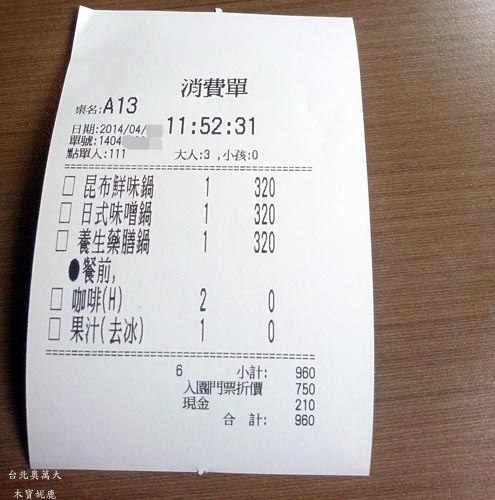 消費單
桌名:A13
日期:2014/04/ 11:52:31
單號:1404
點單人:111 大人:3 ,小孩:0
昆布鮮味鍋 1 320
日式味噌鍋 1 320
養生藥膳鍋 1 320
●餐前,
咖啡(H) 2 0
果汁(去冰) 1 0
6 小計: 960
入園門票折價 750
現金 210
合 計: 960
台北奧萬大
木寶妮鹿